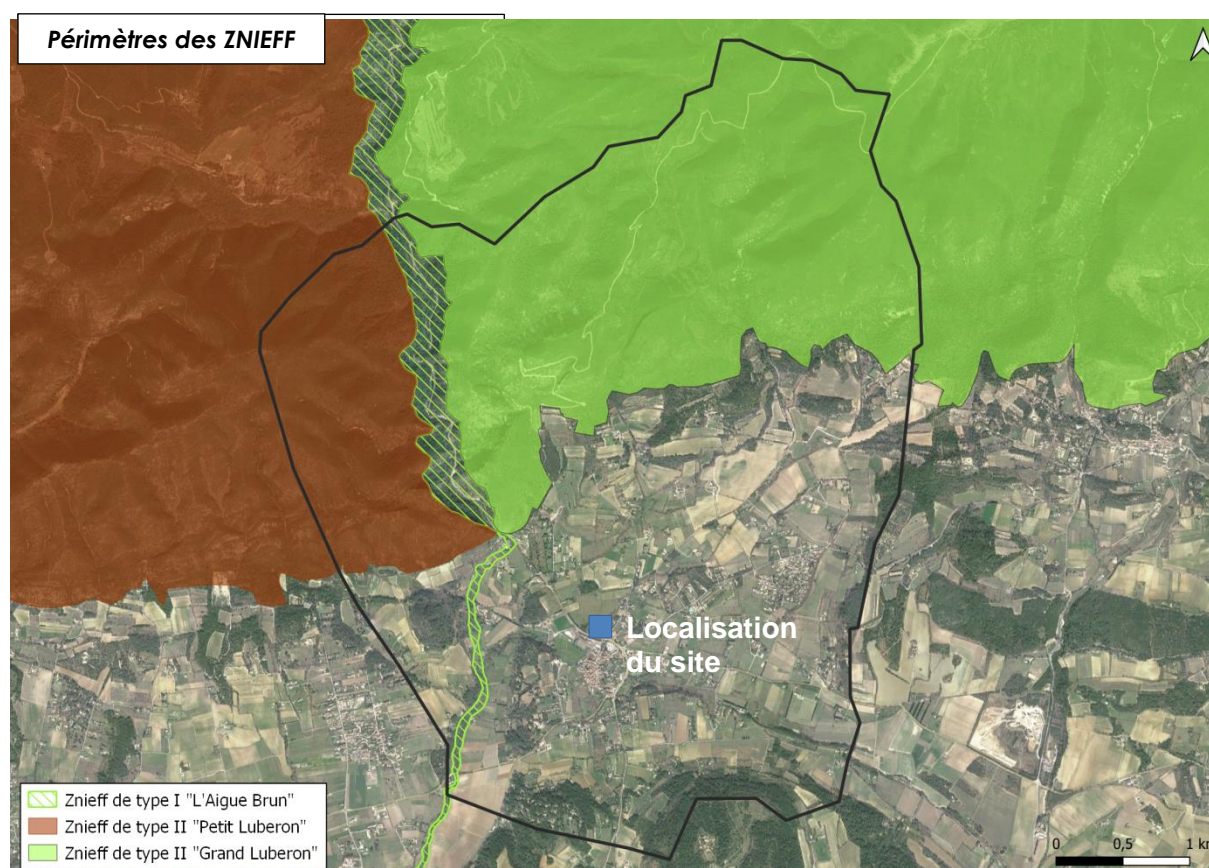 Périmètres des ZNIEFF
Localisation
du site
Znieff de type I "L'Aigue Brun"
Znieff de type II "Petit Luberon"
Znieff de type II "Grand Luberon"
0 0,5 1 km